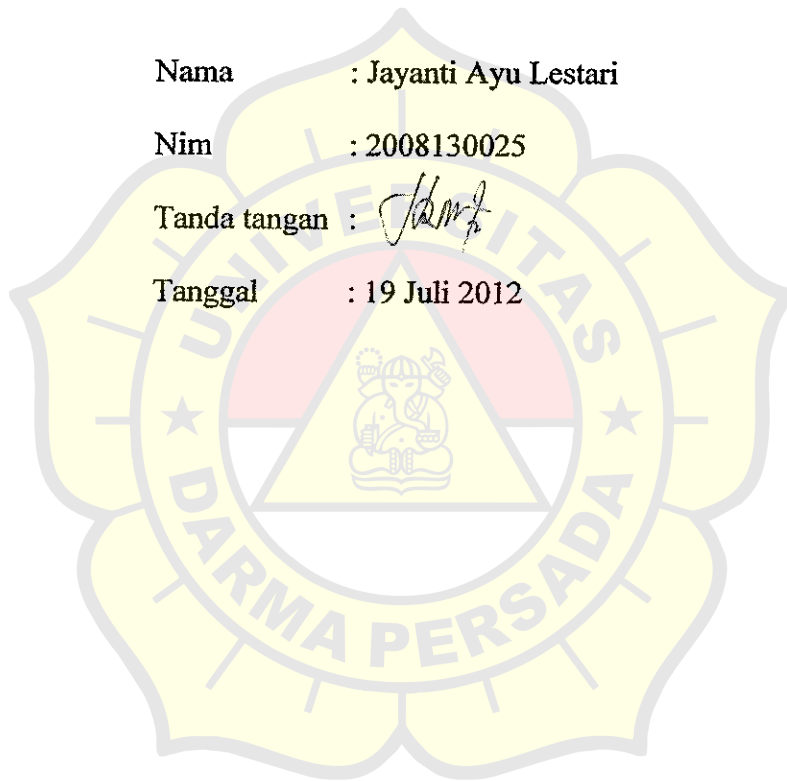 Nama : Jayanti Ayu Lestari
Nim : 2008130025
Tanda tangan :
Tanggal : 19 Juli 2012
UNIVERSITAS
DARMA PERSADA